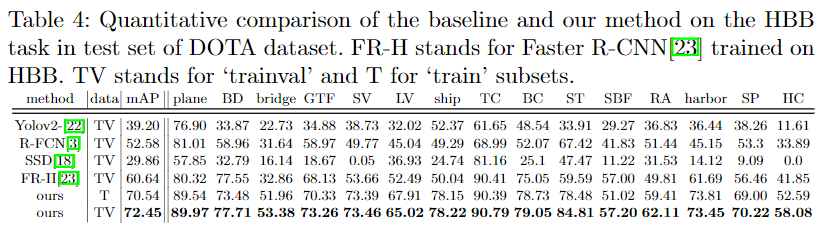 Table 4: Quantitative comparison of the baseline and our method on the HBB
task in test set of DOTA dataset. FR-H stands for Faster R-CNN[23] trained on
HBB. TV stands for ‘trainval’ and T for ‘train’ subsets.
method data mAP plane BD bridge GTF SV LV ship TC BC ST SBF RA harbor SP HC
Yolov2-[22] TV 39.20 76.90 33.87 22.73 34.88 38.73 32.02 52.37 61.65 48.54 33.91 29.27 36.83 36.44 38.26 11.61
R-FCN[3] TV 52.58 81.01 58.96 31.64 58.97 49.77 45.04 49.29 68.99 52.07 67.42 41.83 51.44 45.15 53.3 33.89
SSD[18] TV 29.86 57.85 32.79 16.14 18.67 0.05 36.93 24.74 81.16 25.1 47.47 11.22 31.53 14.12 9.09 0.0
FR-H[23] TV 60.64 80.32 77.55 32.86 68.13 53.66 52.49 50.04 90.41 75.05 59.59 57.00 49.81 61.69 56.46 41.85
ours T 70.54 89.54 73.48 51.96 70.33 73.39 67.91 78.15 90.39 78.73 78.48 51.02 59.41 73.81 69.00 52.59
ours TV 72.45 89.97 77.71 53.38 73.26 73.46 65.02 78.22 90.79 79.05 84.81 57.20 62.11 73.45 70.22 58.08